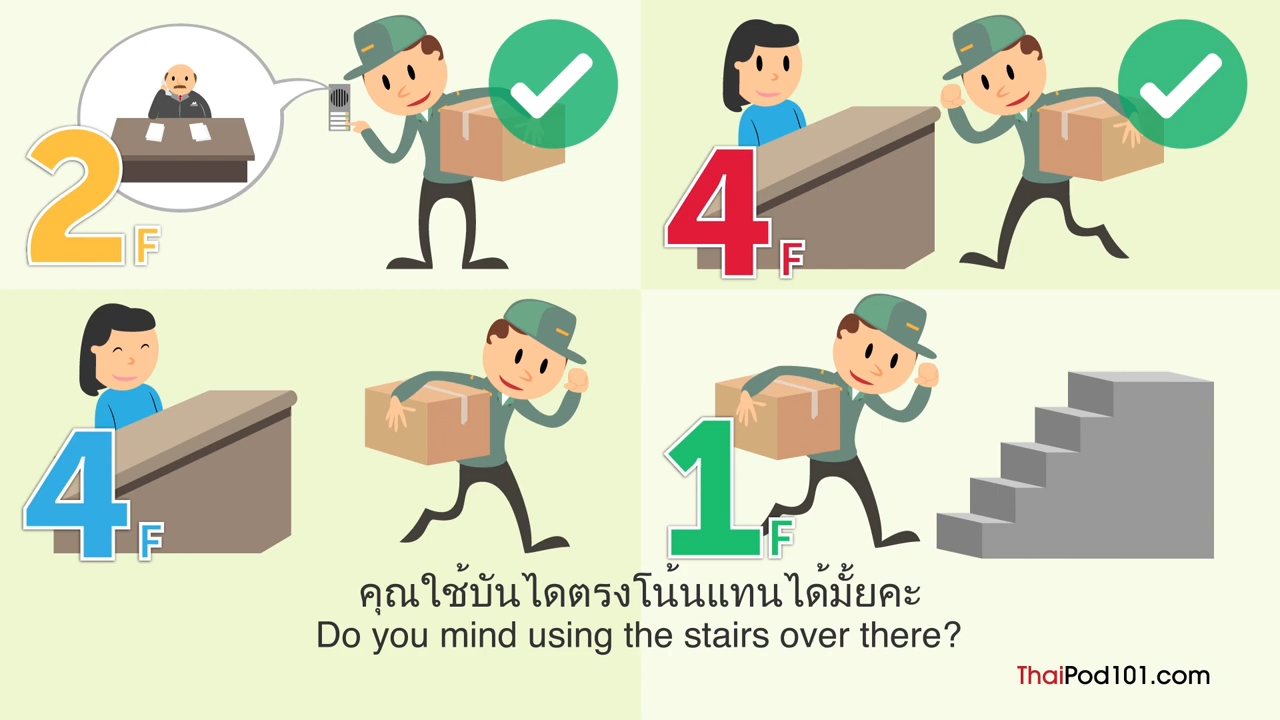 2F
4F
4F
1F
คุณใช้บันไดตรงโน้นแทนได้มั้ยคะ
Do you mind using the stairs over there?
ThaiPod101.com